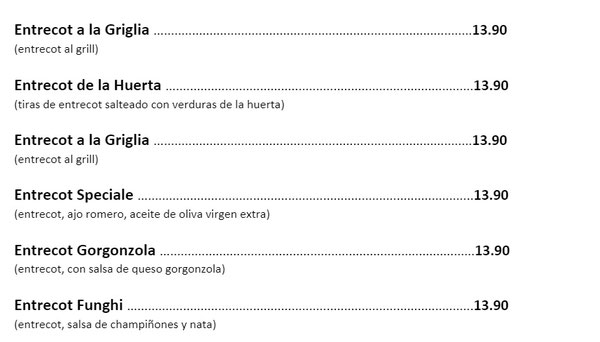 Entrecot a la Griglia ........................................................................................13.90
(entrecot al grill)
Entrecot de la Huerta .....................................................................................13.90
(tiras de entrecot salteado con verduras de la huerta)
Entrecot a la Griglia ........................................................................................13.90
(entrecot al grill)
Entrecot Speciale .............................................................................................13.90
(entrecot, ajo romero, aceite de oliva virgen extra)
Entrecot Gorgonzola .......................................................................................13.90
(entrecot, con salsa de queso gorgonzola)
Entrecot Funghi ................................................................................................13.90
(entrecot, salsa de champiñones y nata)